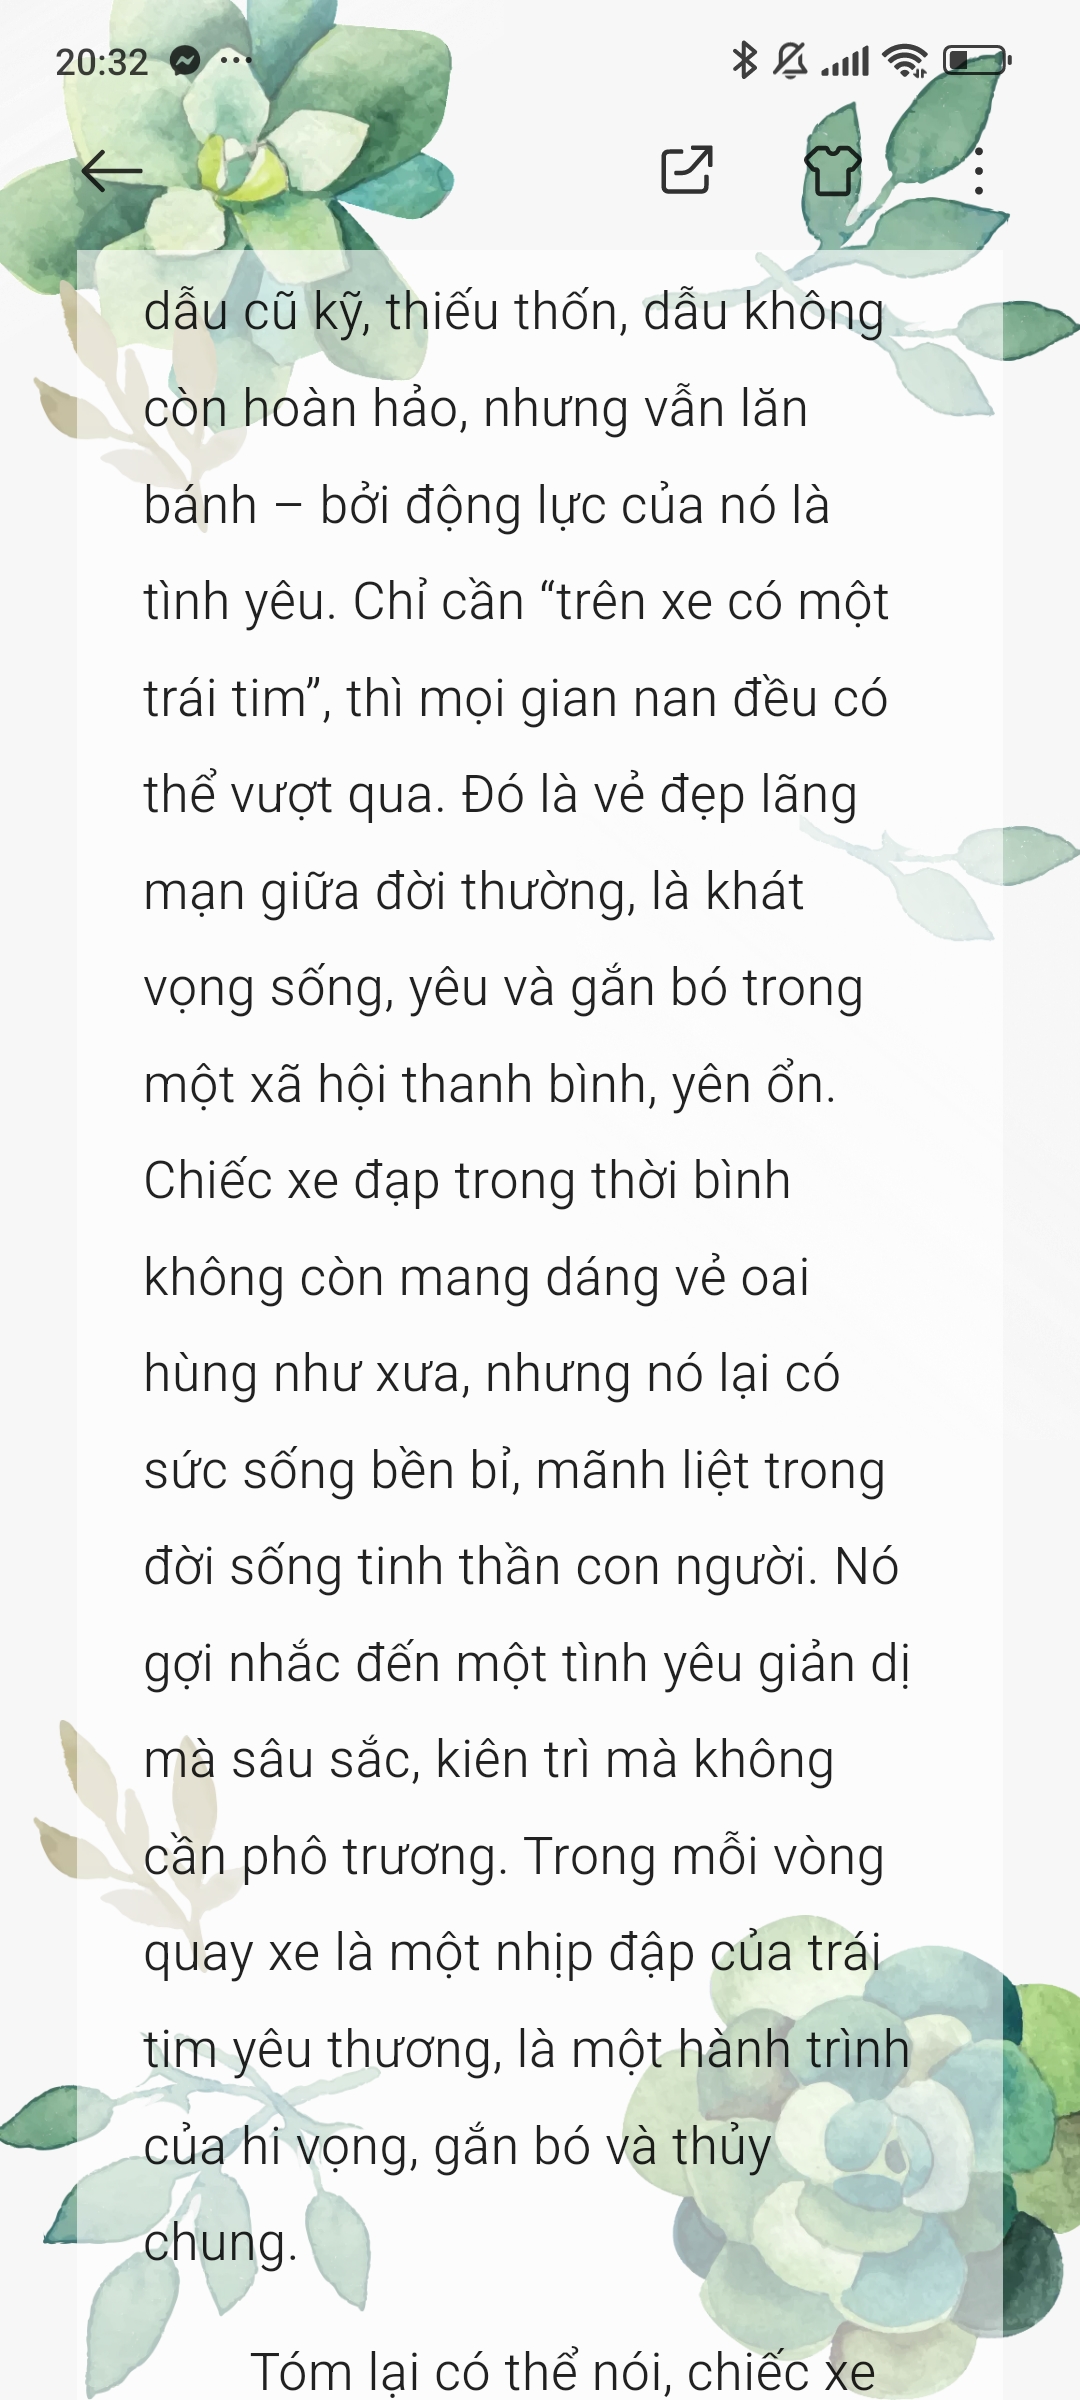 20:32
dẫu cũ kỹ, thiếu thốn, dẫu không
còn hoàn hảo, nhưng vẫn lăn
bánh – bởi động lực của nó là
tình yêu. Chỉ cần “trên xe có một
trái tim”, thì mọi gian nan đều có
thể vượt qua. Đó là vẻ đẹp lãng
mạn giữa đời thường, là khát
vọng sống, yêu và gắn bó trong
một xã hội thanh bình, yên ổn.
Chiếc xe đạp trong thời bình
không còn mang dáng vẻ oai
hùng như xưa, nhưng nó lại có
sức sống bền bỉ, mãnh liệt trong
đời sống tinh thần con người. Nó
gợi nhắc đến một tình yêu giản dị
mà sâu sắc, kiên trì mà không
cần phô trương. Trong mỗi vòng
quay xe là một nhịp đập của trái
tim yêu thương, là một hành trình
của hi vọng, gắn bó và thủy
chung.
Tóm lại có thể nói, chiếc xe